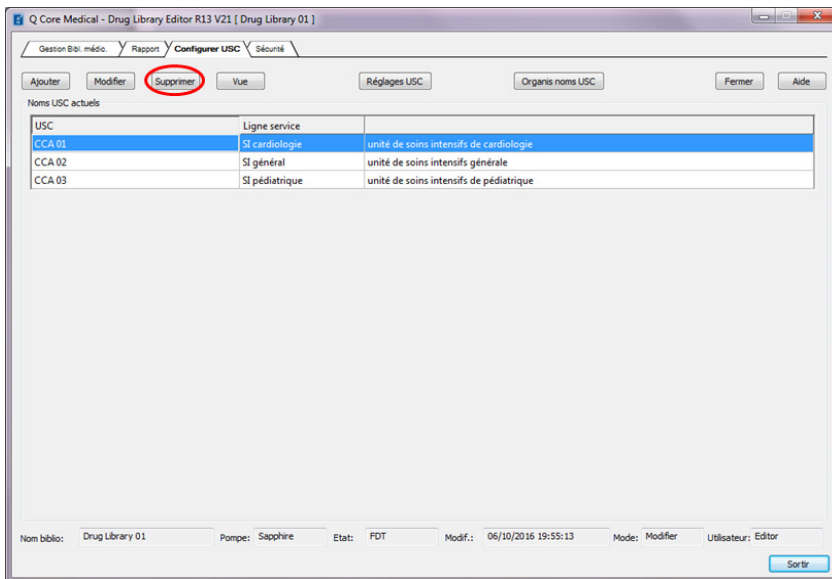 Q Core Medical - Drug Library Editor R13 V21 [ Drug Library 01 ]
Gestion Bibl. médic. Rapport Configurer USC Sécurité
Ajouter Modifier Supprimer Vue Réglages USC Organis noms USC Fermer Aide
Noms USC actuels
USC Ligne service
CCA 01 SI cardiologie unité de soins intensifs de cardiologie
CCA 02 SI général unité de soins intensifs générale
CCA 03 SI pédiatrique unité de soins intensifs de pédiatrique
Nom biblio: Drug Library 01 Pompe: Sapphire Etat: FDT Modif.: 06/10/2016 19:55:13 Mode: Modifier Utilisateur: Editor
Sortir